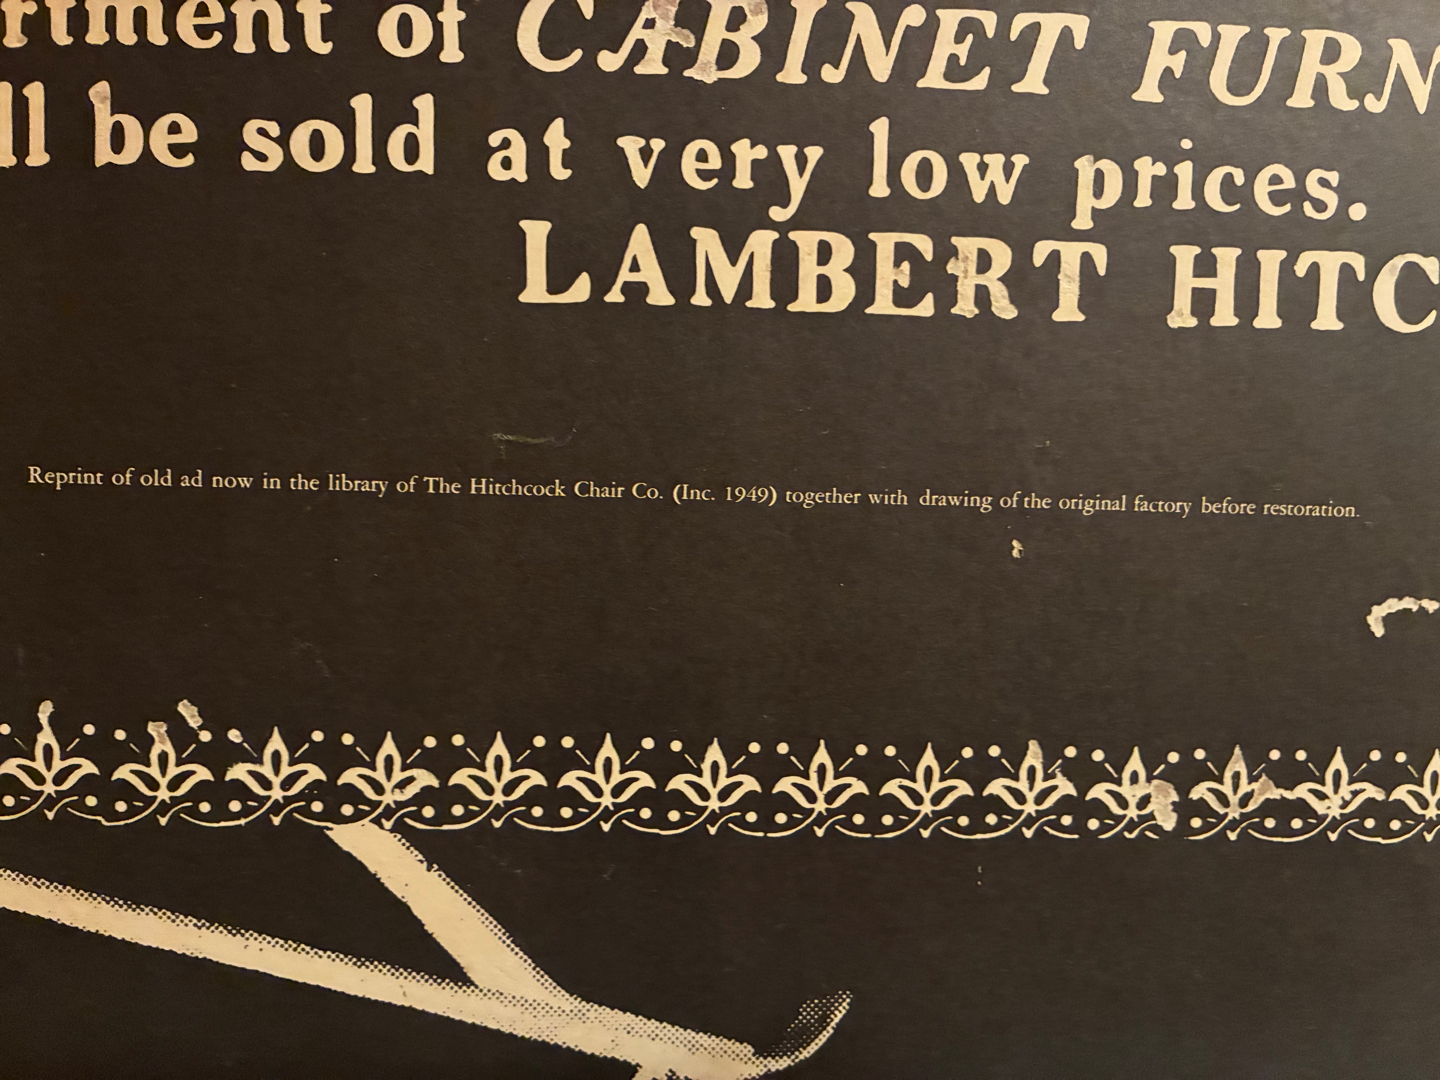 rtment of CABINET FURN
ll be sold at very low prices.
LAMBERT HITC
Reprint of old ad now in the library of The Hitchcock Chair Co. (Inc. 1949) together with drawing of the original factory before restoration.